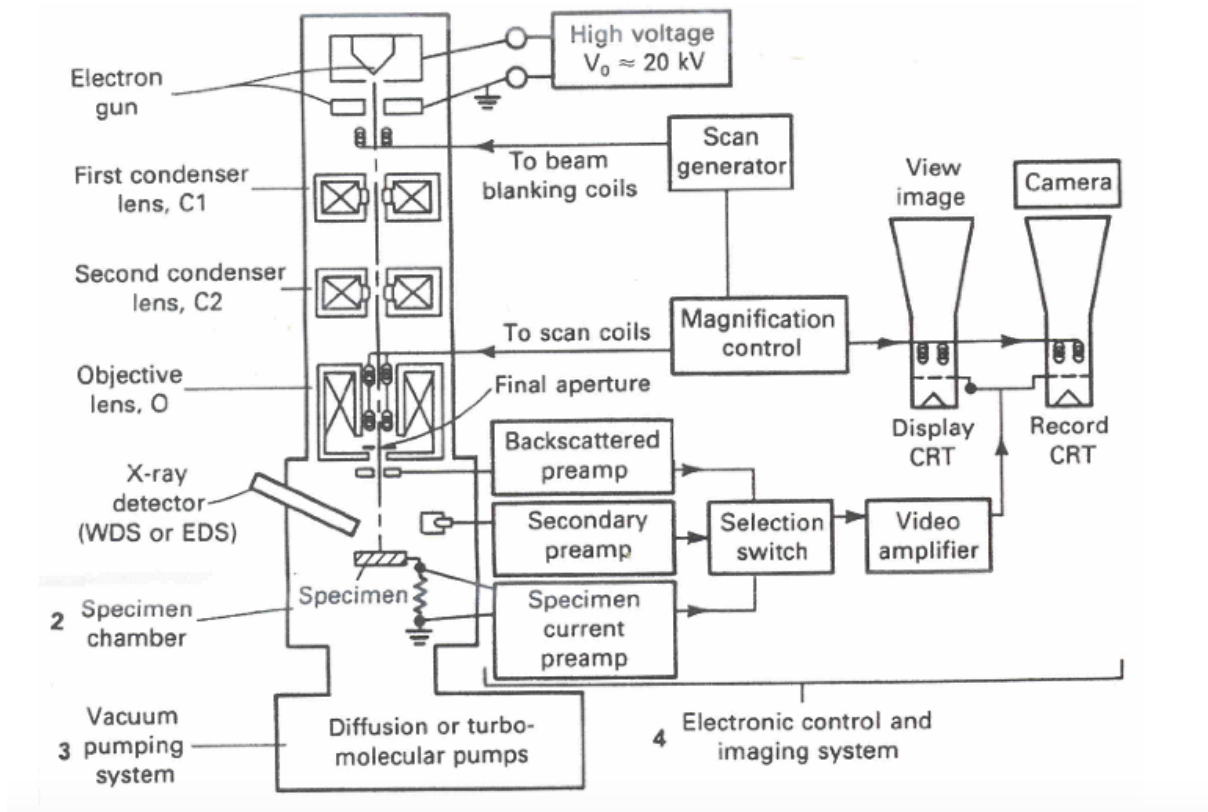 High voltage
V₀ ≈ 20 kV
Electron
gun
Scan
generator
To beam
blanking coils
First condenser
lens, C1
View
image
Camera
Second condenser
lens, C2
To scan coils
Magnification
control
Objective
lens, O
Final aperture
Display
CRT
Record
CRT
Backscattered
preamp
X-ray
detector
(WDS or EDS)
Secondary
preamp
Selection
switch
Video
amplifier
Specimen
2 Specimen
chamber
Specimen
current
preamp
Vacuum
3 pumping
system
Diffusion or turbo-
molecular pumps
4 Electronic control and
imaging system